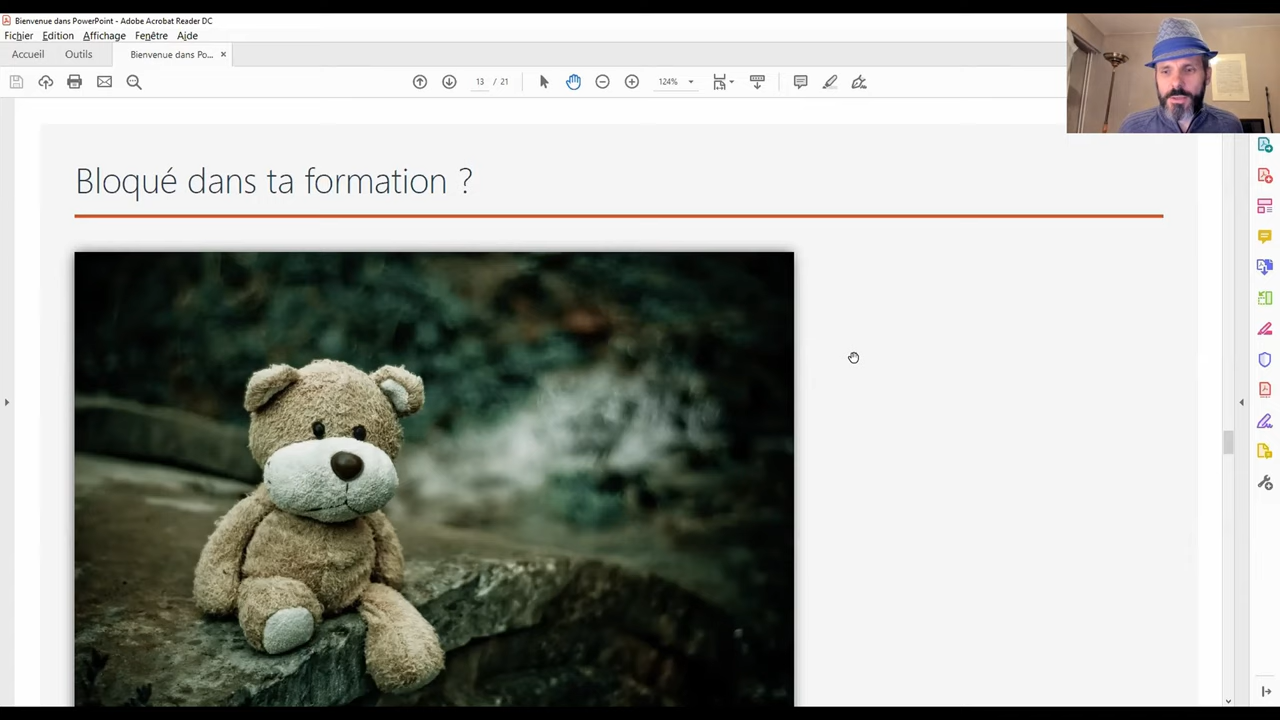 Bienvenue dans PowerPoint - Adobe Acrobat Reader DC
Fichier Edition Affichage Fenêtre Aide
Accueil Outils Bienvenue dans Po... ×
13 / 21 124%
Bloqué dans ta formation ?